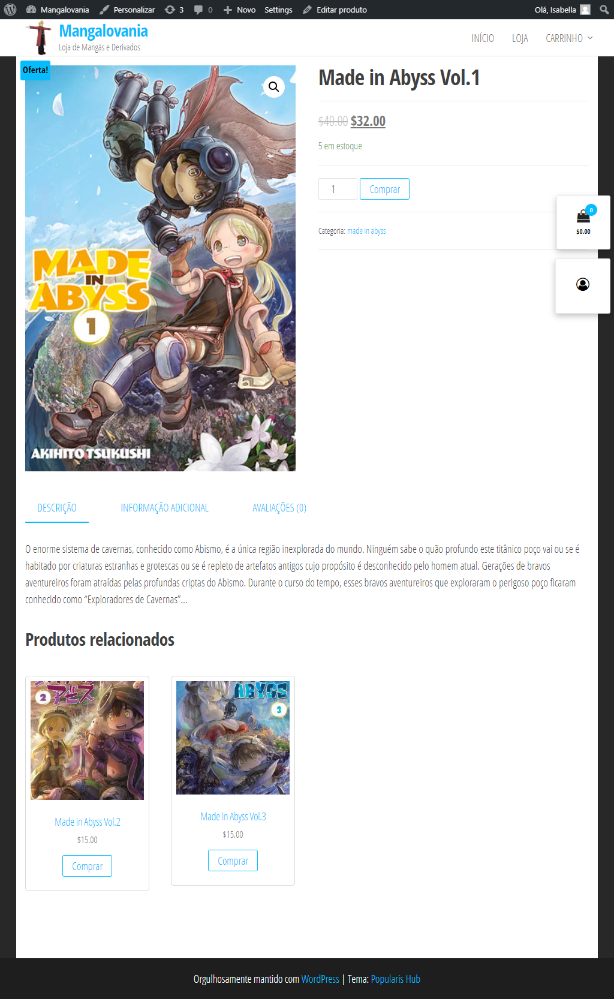 Mangalovania Personalizar 3 0 Novo Settings Editar produto Olá, Isabella
Mangalovania
Loja de Mangás e Derivados
INÍCIO LOJA CARRINHO
Oferta!
Made in Abyss Vol.1
$40.00 $32.00
5 em estoque
1 Comprar
Categoria: made in abyss
0
$0.00
MADE
IN
ABYSS
1
AKIHITO TSUKUSHI
DESCRIÇÃO INFORMAÇÃO ADICIONAL AVALIAÇÕES (0)
O enorme sistema de cavernas, conhecido como Abismo, é a única região inexplorada do mundo. Ninguém sabe o quão profundo este titânico poço vai ou se é
habitado por criaturas estranhas e grotescas ou se é repleto de artefatos antigos cujo propósito é desconhecido pelo homem atual. Gerações de bravos
aventureiros foram atraídas pelas profundas criptas do Abismo. Durante o curso do tempo, esses bravos aventureiros que exploraram o perigoso poço ficaram
conhecido como “Exploradores de Cavernas”…
Produtos relacionados
アビス
2
ABYSS
3
Made in Abyss Vol.2
$15.00
Comprar
Made in Abyss Vol.3
$15.00
Comprar
Orgulhosamente mantido com WordPress | Tema: Popularis Hub